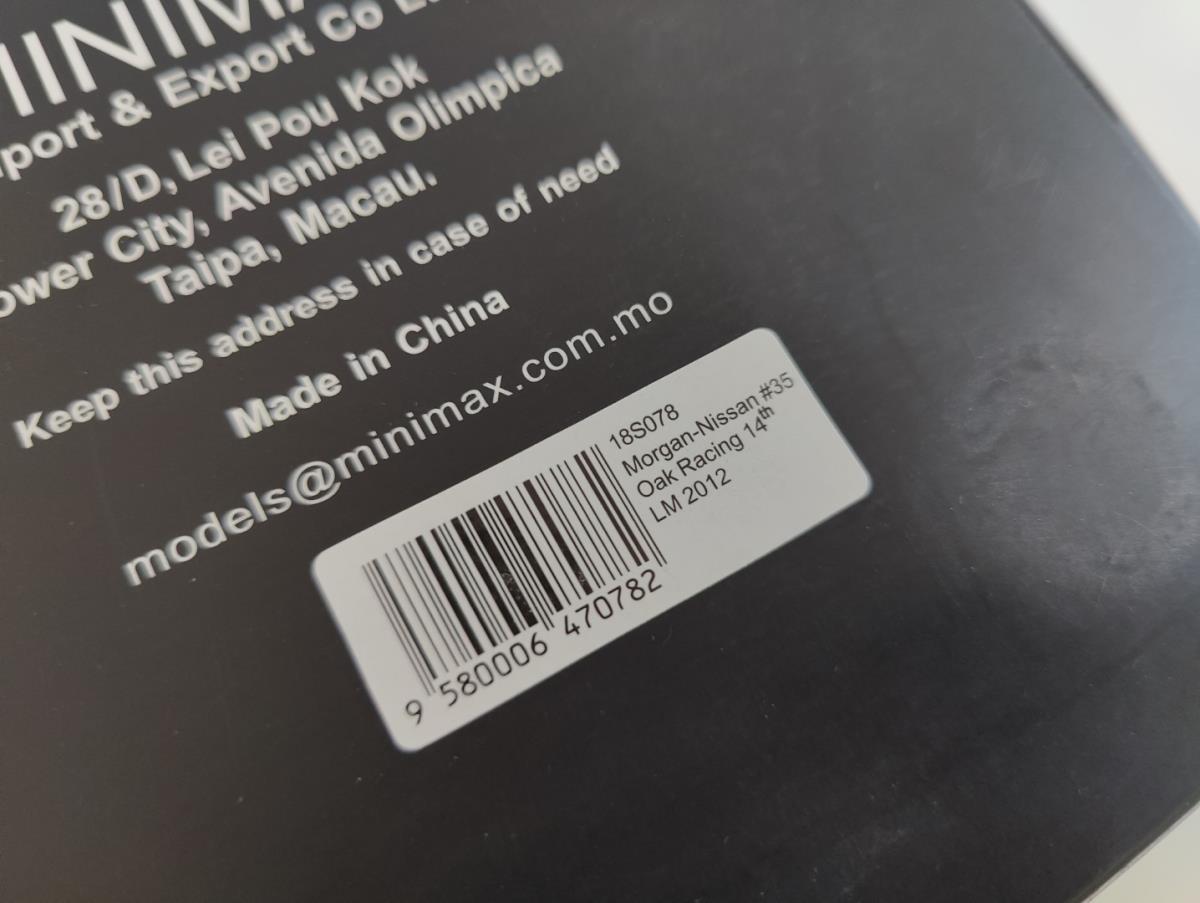 & Export Co
28/D, Lei Pou Kok
City, Avenida Olimpica
Taipa, Macau.
Keep this address in case of need
Made in China
models@minimax.com.mo
18S078
Morgan-Nissan #35
Oak Racing 14th
LM 2012
9 580006 470782